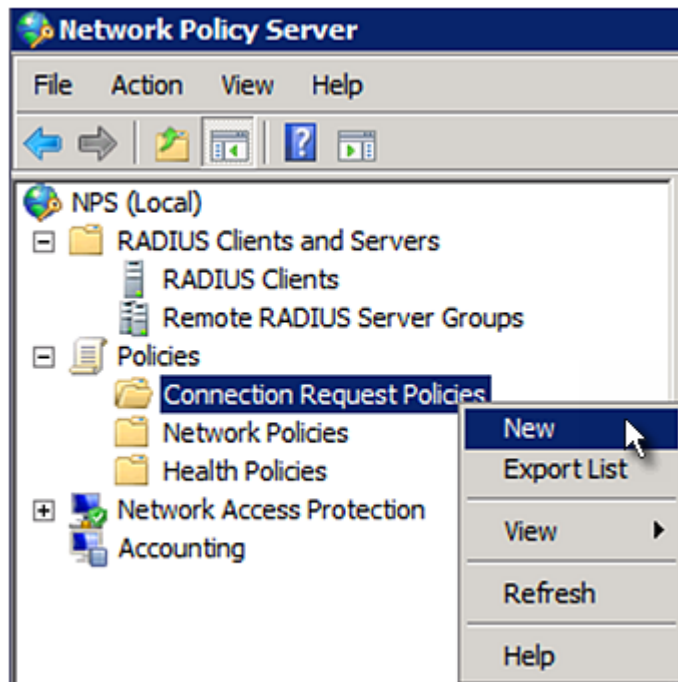 Network Policy Server
File Action View Help
NPS (Local)
RADIUS Clients and Servers
RADIUS Clients
Remote RADIUS Server Groups
Policies
Connection Request Policies
Network Policies
Health Policies
Network Access Protection
Accounting
New
Export List
View
Refresh
Help